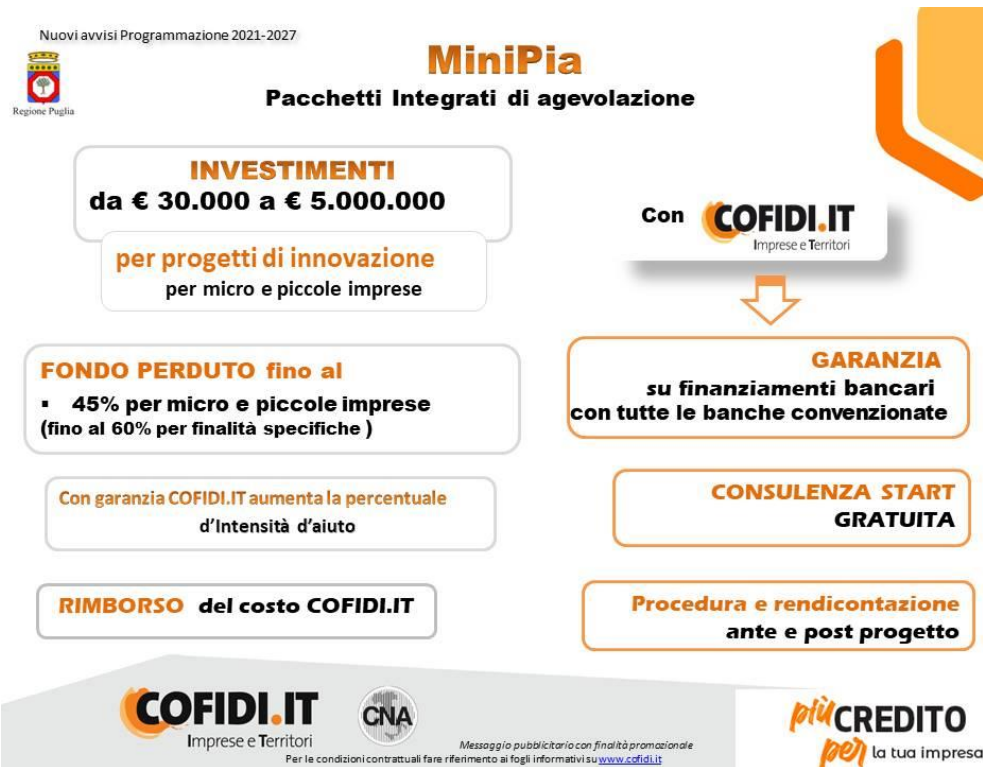 Nuovi avvisi Programmazione 2021-2027
Regione Puglia
MiniPia
Pacchetti Integrati di agevolazione
INVESTIMENTI
da € 30.000 a € 5.000.000
per progetti di innovazione
per micro e piccole imprese
FONDO PERDUTO fino al
▪ 45% per micro e piccole imprese
(fino al 60% per finalità specifiche )
Con garanzia COFIDI.IT aumenta la percentuale
d’Intensità d’aiuto
RIMBORSO del costo COFIDI.IT
Con COFIDI.IT
Imprese e Territori
GARANZIA
su finanziamenti bancari
con tutte le banche convenzionate
CONSULENZA START
GRATUITA
Procedura e rendicontazione
ante e post progetto
COFIDI.IT
Imprese e Territori
CNA
Messaggio pubblicitario con finalità promozionale
Per le condizioni contrattuali fare riferimento ai fogli informativi su www.cofidi.it
più CREDITO
per la tua impresa